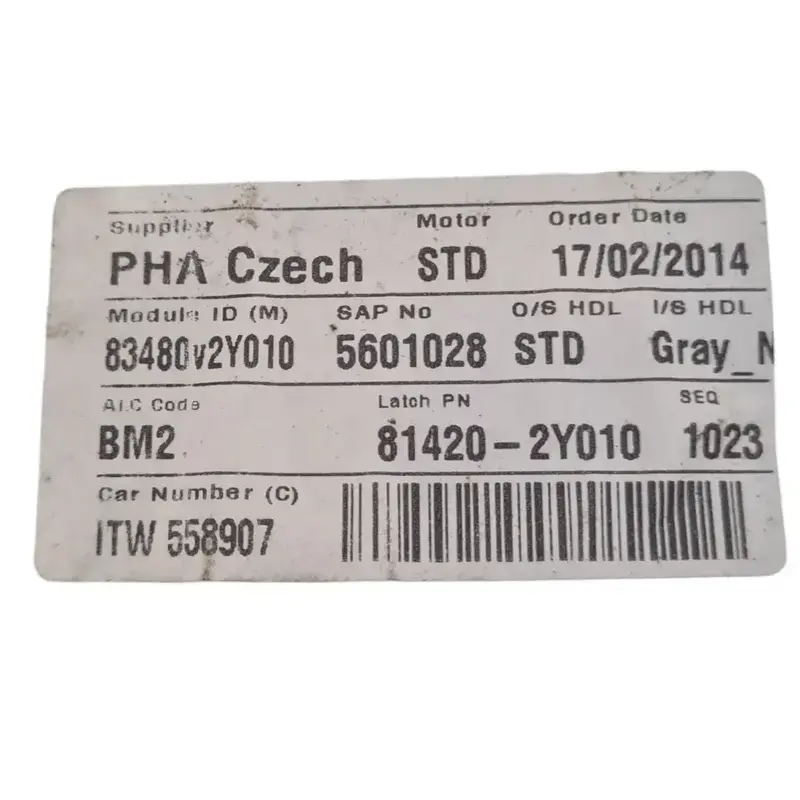 Supplier Motor Order Date
PHA Czech STD 17/02/2014
Module ID (M) SAP No O/S HDL I/S HDL
83480v2Y010 5601028 STD Gray_N
ALC Code Latch PN SEQ
BM2 81420-2Y010 1023
Car Number (C)
ITW 558907